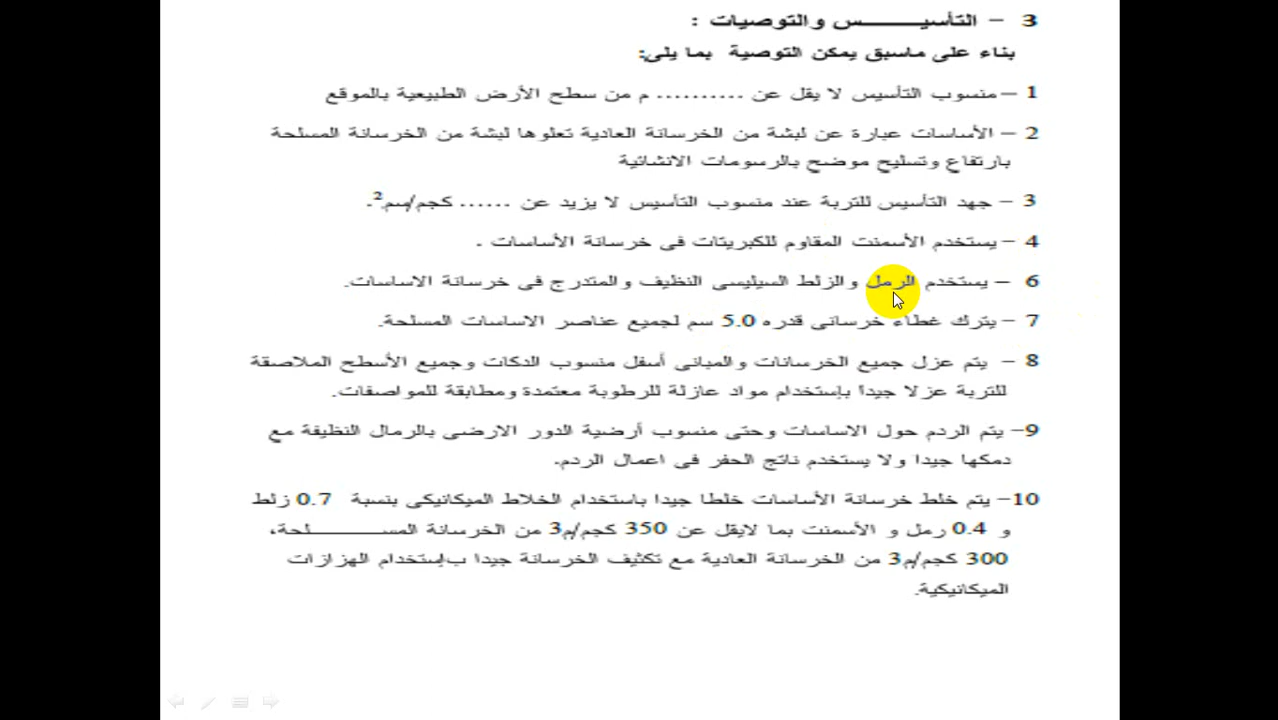 3 – التأسيـــــــــس والتوصيات :
بناء على ماسبق يمكن التوصية بما يلى:
1 – منسوب التأسيس لا يقل عن .......... م من سطح الأرض الطبيعية بالموقع
2 – الأساسات عبارة عن لبشة من الخرسانة العادية تعلوها لبشة من الخرسانة المسلحة
بارتفاع وتسليح موضح بالرسومات الانشائية
3 – جهد التأسيس للتربة عند منسوب التأسيس لا يزيد عن ...... كجم/سم².
4 – يستخدم الأسمنت المقاوم للكبريتات فى خرسانة الأساسات .
6 – يستخدم الرمل والزلط السيليسى النظيف والمتدرج فى خرسانة الاساسات.
7 – يترك غطاء خرسانى قدره 5.0 سم لجميع عناصر الاساسات المسلحة.
8 – يتم عزل جميع الخرسانات والمبانى أسفل منسوب الدكات وجميع الأسطح الملاصقة
للتربة عزلا جيداً بإستخدام مواد عازلة للرطوبة معتمدة ومطابقة للمواصفات.
9– يتم الردم حول الاساسات وحتى منسوب أرضية الدور الارضى بالرمال النظيفة مع
دمكها جيدا ولا يستخدم ناتج الحفر فى اعمال الردم.
10– يتم خلط خرسانة الأساسات خلطا جيدا باستخدام الخلاط الميكانيكى بنسبة 0.7 زلط
و 0.4 رمل و الأسمنت بما لايقل عن 350 كجم/م3 من الخرسانة المســــــــــلحة،
300 كجم/م3 من الخرسانة العادية مع تكثيف الخرسانة جيدا بإستخدام الهزازات
الميكانيكية.